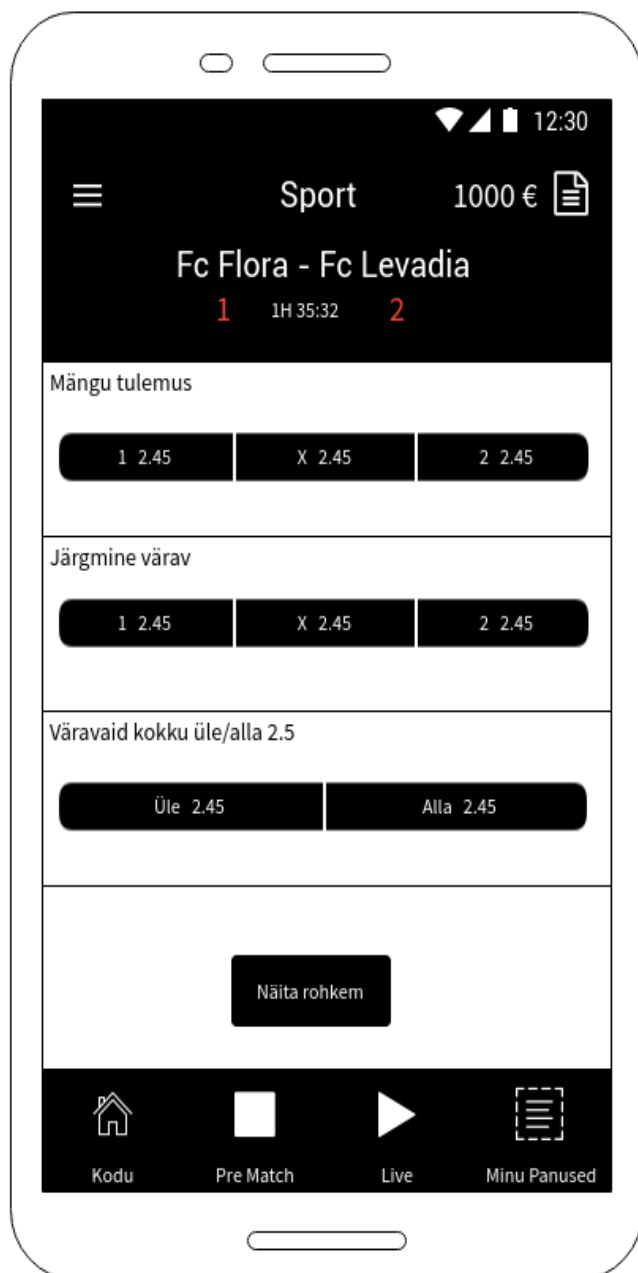 12:30
Sport 1000 €
Fc Flora - Fc Levadia
1 1H 35:32 2
Mängu tulemus
1 2.45 X 2.45 2 2.45
Järgmine värav
1 2.45 X 2.45 2 2.45
Väravaid kokku üle/alla 2.5
Üle 2.45 Alla 2.45
Näita rohkem
Kodu Pre Match Live Minu Panused